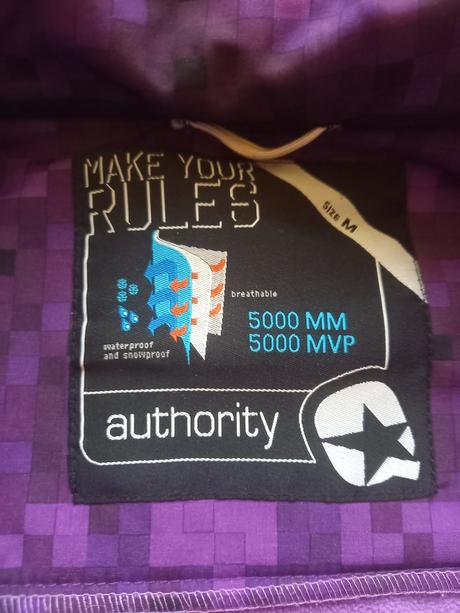 MAKE YOUR
RULES
SIZE M
breathable
5000 MM
5000 MVP
waterproof
and snowproof
authority